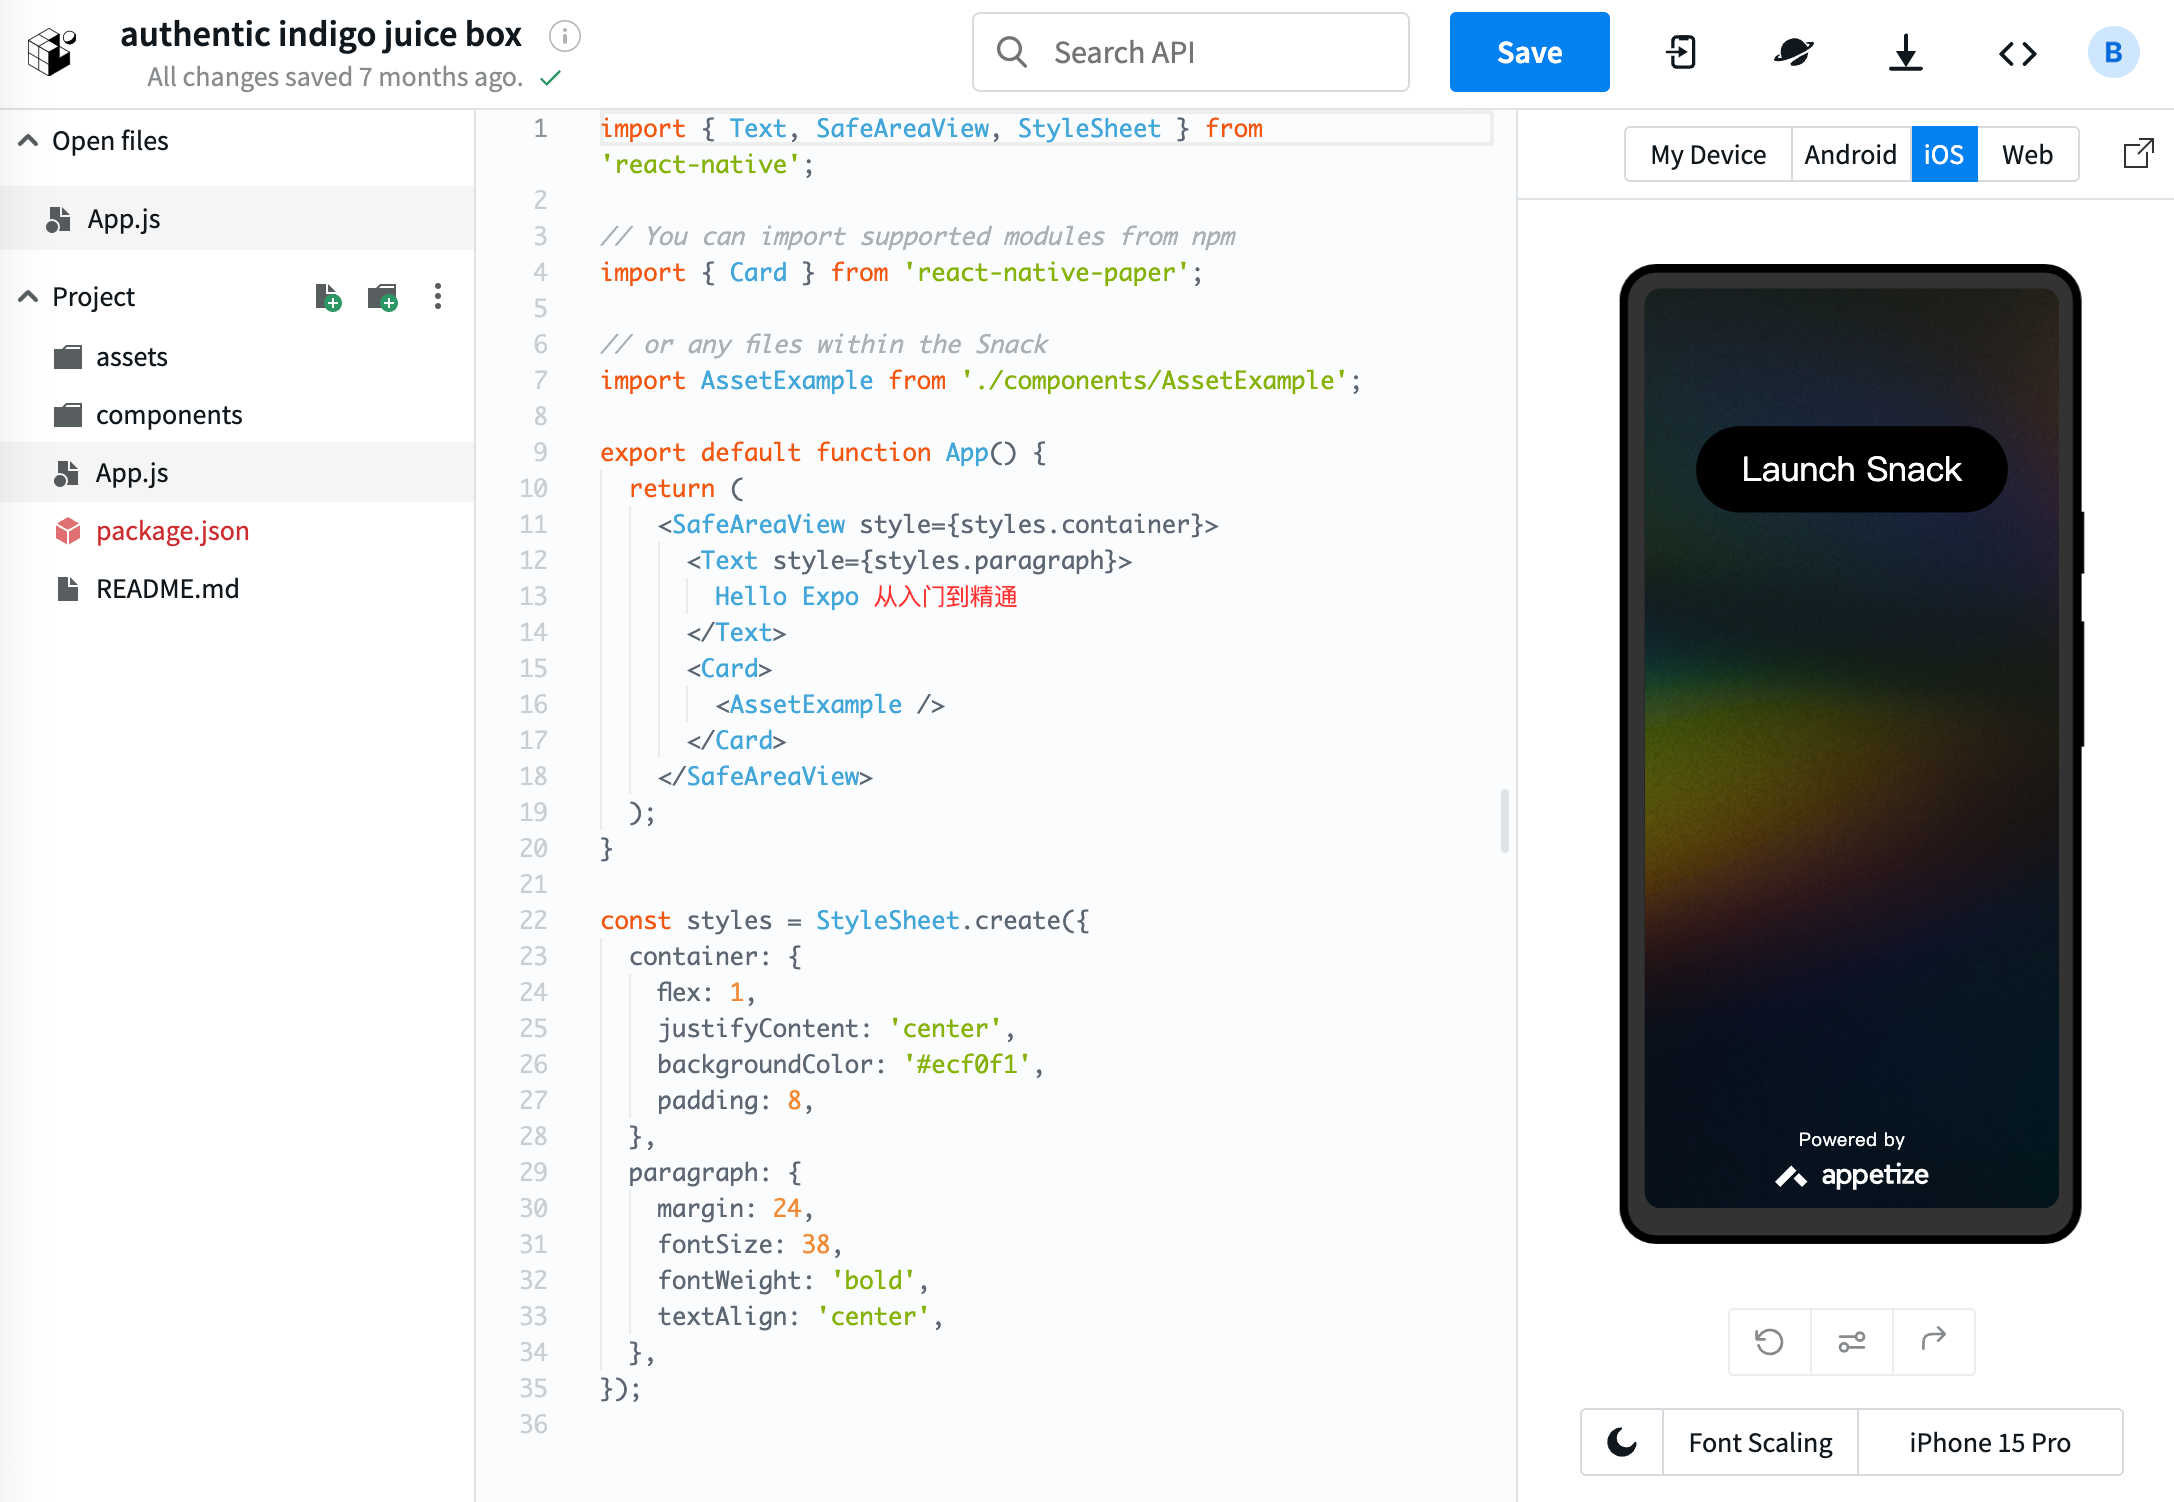 authentic indigo juice box
All changes saved 7 months ago.
Search API
Save
B
Open files
App.js
Project
assets
components
App.js
package.json
README.md
1 import { Text, SafeAreaView, StyleSheet } from
'react-native';
2
3 // You can import supported modules from npm
4 import { Card } from 'react-native-paper';
5
6 // or any files within the Snack
7 import AssetExample from './components/AssetExample';
8
9 export default function App() {
10   return (
11     <SafeAreaView style={styles.container}>
12       <Text style={styles.paragraph}>
13         Hello Expo 从入门到精通
14       </Text>
15       <Card>
16         <AssetExample />
17       </Card>
18     </SafeAreaView>
19   );
20 }
21
22 const styles = StyleSheet.create({
23   container: {
24     flex: 1,
25     justifyContent: 'center',
26     backgroundColor: '#ecf0f1',
27     padding: 8,
28   },
29   paragraph: {
30     margin: 24,
31     fontSize: 38,
32     fontWeight: 'bold',
33     textAlign: 'center',
34   },
35 });
36
My Device Android iOS Web
Launch Snack
Powered by
appetize
Font Scaling iPhone 15 Pro